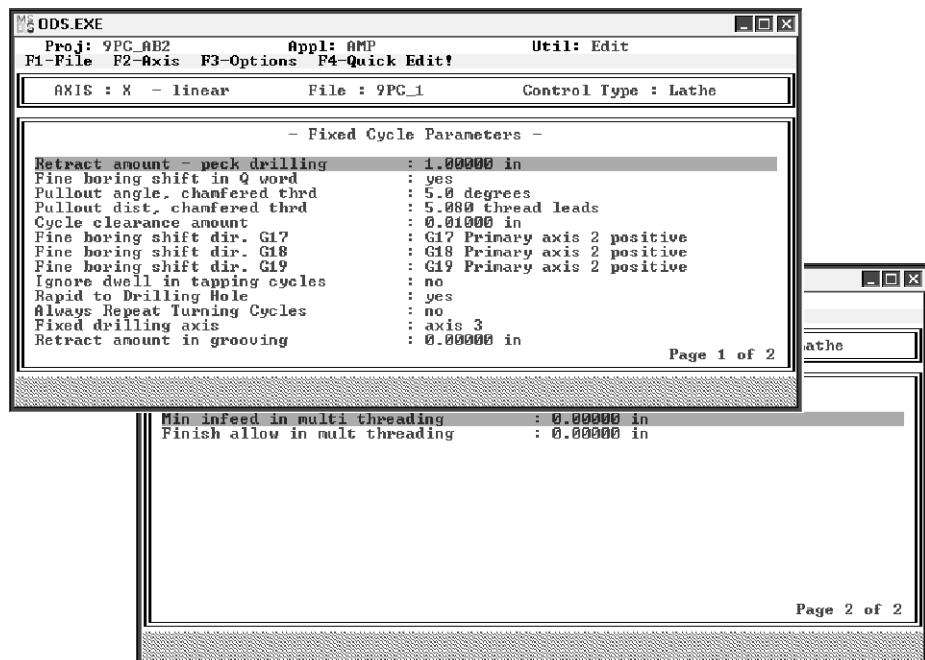 ODS.EXE
Proj: 9PC_AB2 Appl: AMP Util: Edit
F1-File F2-Axis F3-Options F4-Quick Edit!
AXIS : X - linear File : 9PC_1 Control Type : Lathe
- Fixed Cycle Parameters -
Retract amount - peck drilling : 1.00000 in
Fine boring shift in Q word : yes
Pullout angle, chamfered thrd : 5.0 degrees
Pullout dist, chamfered thrd : 5.080 thread leads
Cycle clearance amount : 0.01000 in
Fine boring shift dir. G17 : G17 Primary axis 2 positive
Fine boring shift dir. G18 : G18 Primary axis 2 positive
Fine boring shift dir. G19 : G19 Primary axis 2 positive
Ignore dwell in tapping cycles : no
Rapid to Drilling Hole : yes
Always Repeat Turning Cycles : no
Fixed drilling axis : axis 3
Retract amount in grooving : 0.00000 in
Page 1 of 2
athe
Min infeed in multi threading : 0.00000 in
Finish allow in mult threading : 0.00000 in
Page 2 of 2